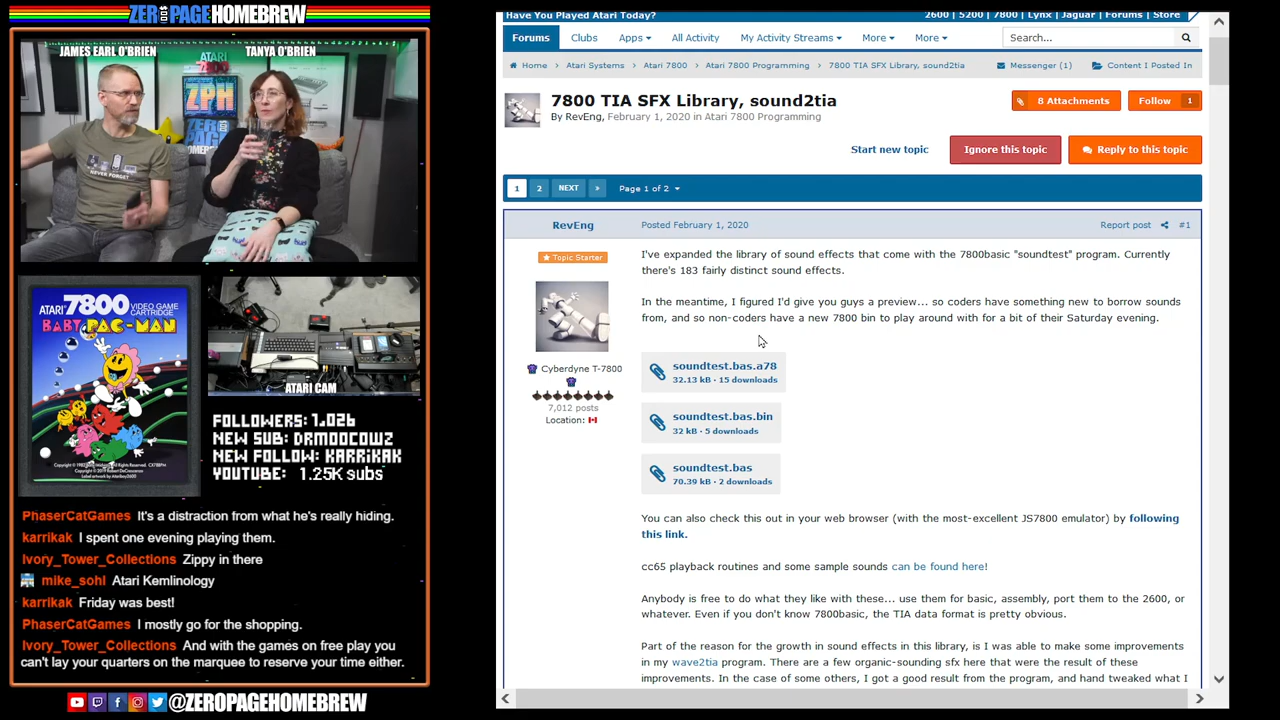 ZERO PAGE HOMEBREW
JAMES EARL O'BRIEN
TANYA O'BRIEN
ATARI
ZPH
NEVER FORGET
ATARI 7800 VIDEO GAME CARTRIDGE
BABY PAC-MAN
ATARI CAM
FOLLOWERS: 1,026
NEW SUB: DRMOOCOWZ
NEW FOLLOW: KARRIKAK
YOUTUBE: 1.25K subs
PhaserCatGames It's a distraction from what he's really hiding.
karrikak I spent one evening playing them.
Ivory_Tower_Collections Zippy in there
mike_sohl Atari Kemlinology
karrikak Friday was best!
PhaserCatGames I mostly go for the shopping.
Ivory_Tower_Collections And with the games on free play you
can't lay your quarters on the marquee to reserve your time either.
@ZEROPAGEHOMEBREW
Have You Played Atari Today?
2600 | 5200 | 7800 | Lynx | Jaguar | Forums | Store
Forums Clubs Apps All Activity My Activity Streams More More Search...
Home Atari Systems Atari 7800 Atari 7800 Programming 7800 TIA SFX Library, sound2tia Messenger (1) Content I Posted In
7800 TIA SFX Library, sound2tia
8 Attachments
Follow 1
By RevEng, February 1, 2020 in Atari 7800 Programming
Start new topic
Ignore this topic
Reply to this topic
1 2 NEXT » Page 1 of 2
RevEng
Posted February 1, 2020
Report post #1
Topic Starter
Cyberdyne T-7800
7,012 posts
Location:
I've expanded the library of sound effects that come with the 7800basic "soundtest" program. Currently
there's 183 fairly distinct sound effects.
In the meantime, I figured I'd give you guys a preview... so coders have something new to borrow sounds
from, and so non-coders have a new 7800 bin to play around with for a bit of their Saturday evening.
soundtest.bas.a78
32.13 kB · 15 downloads
soundtest.bas.bin
32 kB · 5 downloads
soundtest.bas
70.39 kB · 2 downloads
You can also check this out in your web browser (with the most-excellent JS7800 emulator) by following
this link.
cc65 playback routines and some sample sounds can be found here!
Anybody is free to do what they like with these... use them for basic, assembly, port them to the 2600, or
whatever. Even if you don't know 7800basic, the TIA data format is pretty obvious.
Part of the reason for the growth in sound effects in this library, is I was able to make some improvements
in my wave2tia program. There are a few organic-sounding sfx here that were the result of these
improvements. In the case of some others, I got a good result from the program, and hand tweaked what I